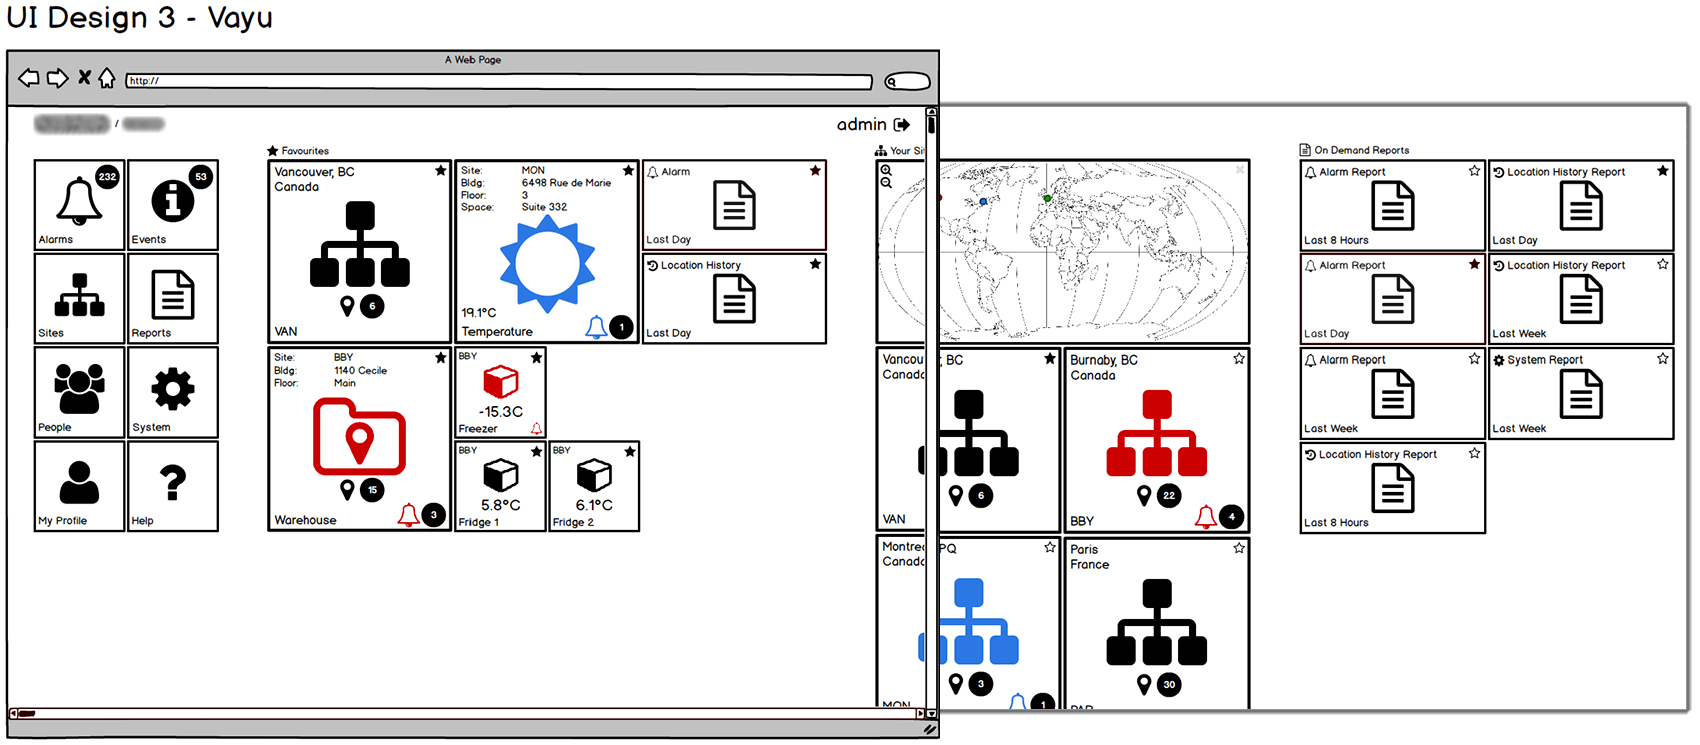 UI Design 3 - Vayu
A Web Page
http://
/
admin
232
Alarms
53
Events
Sites
Reports
People
System
My Profile
?
Help
Favourites
Vancouver, BC
Canada
6
VAN
Site: MON
Bldg: 6498 Rue de Marie
Floor: 3
Space: Suite 332
19.1°C
Temperature
1
Alarm
Last Day
Location History
Last Day
Site: BBY
Bldg: 1140 Cecile
Floor: Main
15
Warehouse
3
BBY
-15.3C
Freezer
BBY
5.8°C
Fridge 1
BBY
6.1°C
Fridge 2
Your Sit
Vancou r, BC
Canada
6
VAN
Burnaby, BC
Canada
22
BBY
4
Montrea PQ
Canada
3
MON
1
Paris
France
30
PAR
On Demand Reports
Alarm Report
Last 8 Hours
Location History Report
Last Day
Alarm Report
Last Day
Location History Report
Last Week
Alarm Report
Last Week
System Report
Last Week
Location History Report
Last 8 Hours